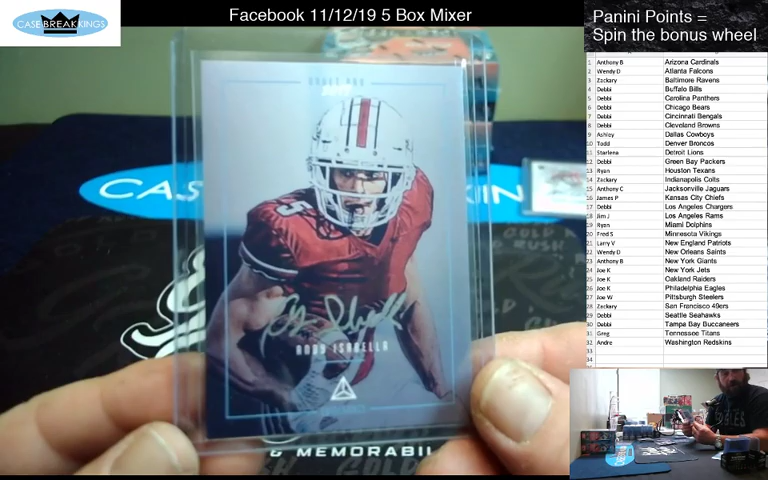 CASE BREAK KINGS
Facebook 11/12/19 5 Box Mixer
Panini Points =
Spin the bonus wheel
1 Anthony B Arizona Cardinals
2 Wendy D Atlanta Falcons
3 Zackary Baltimore Ravens
4 Debbi Buffalo Bills
5 Debbi Carolina Panthers
6 Debbi Chicago Bears
7 Debbi Cincinnati Bengals
8 Debbi Cleveland Browns
9 Ashley Dallas Cowboys
10 Todd Denver Broncos
11 Starlena Detroit Lions
12 Debbi Green Bay Packers
13 Ryan Houston Texans
14 Zackary Indianapolis Colts
15 Anthony C Jacksonville Jaguars
16 James P Kansas City Chiefs
17 Debbi Los Angeles Chargers
18 Jim J Los Angeles Rams
19 Ryan Miami Dolphins
20 Fred S Minnesota Vikings
21 Larry V New England Patriots
22 Wendy D New Orleans Saints
23 Anthony B New York Giants
24 Joe K New York Jets
25 Joe K Oakland Raiders
26 Joe K Philadelphia Eagles
27 Joe W Pittsburgh Steelers
28 Zackary San Francisco 49ers
29 Debbi Seattle Seahawks
30 Debbi Tampa Bay Buccaneers
31 Greg Tennessee Titans
32 Andre Washington Redskins
33
5
ANDY ISABELLA
CAS
& MEMORABIL